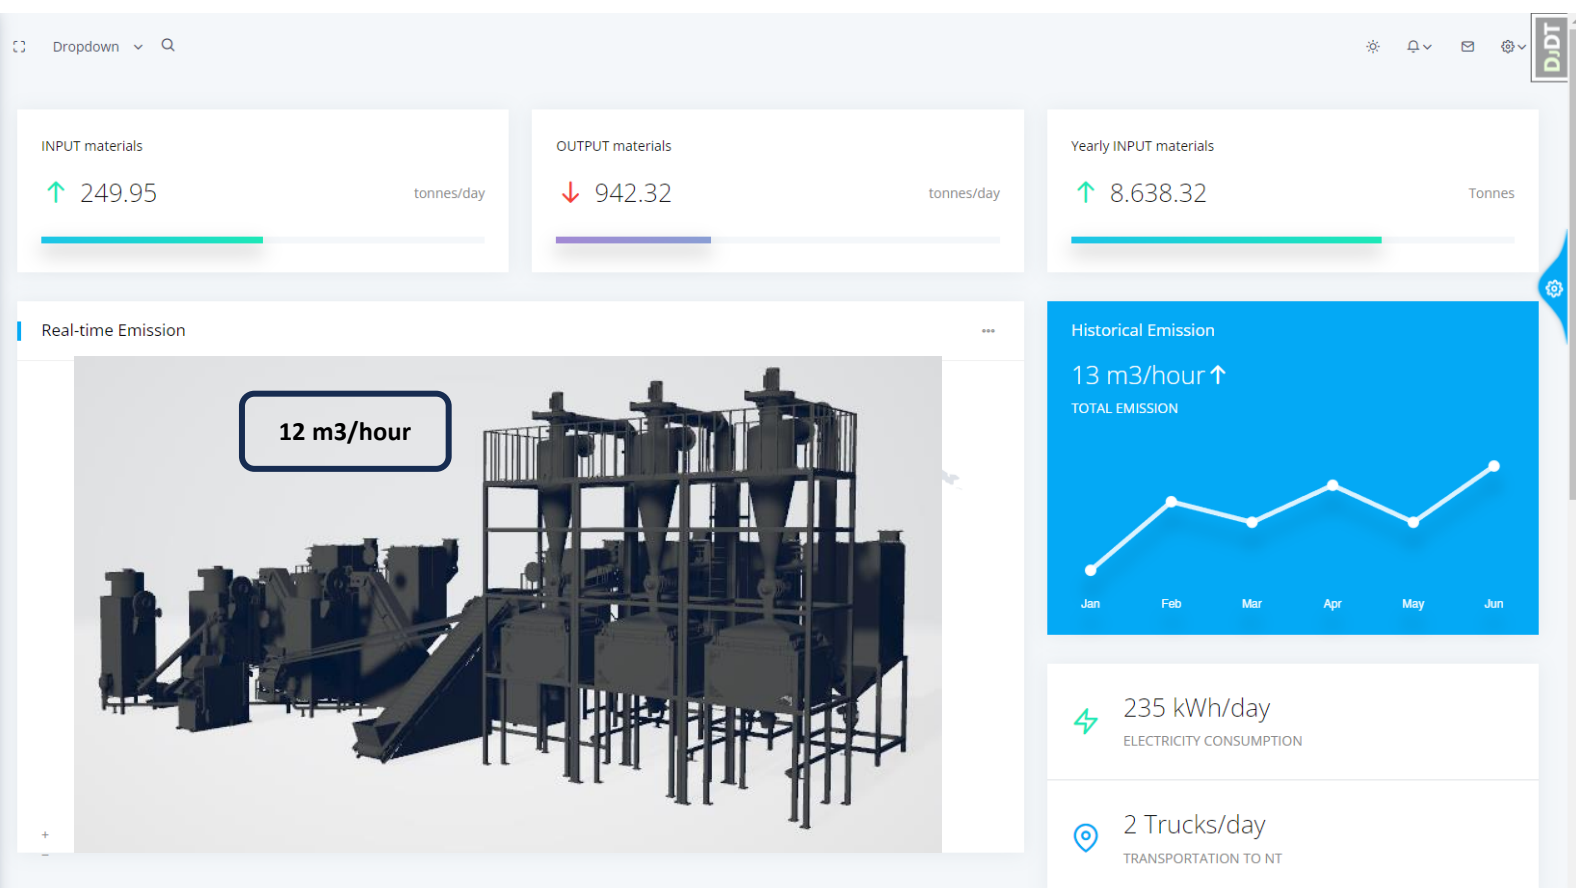 Dropdown
DJDT
INPUT materials
249.95 tonnes/day
OUTPUT materials
942.32 tonnes/day
Yearly INPUT materials
8.638.32 Tonnes
Real-time Emission
12 m3/hour
+
−
Historical Emission
13 m3/hour
TOTAL EMISSION
Jan Feb Mar Apr May Jun
235 kWh/day
ELECTRICITY CONSUMPTION
2 Trucks/day
TRANSPORTATION TO NT